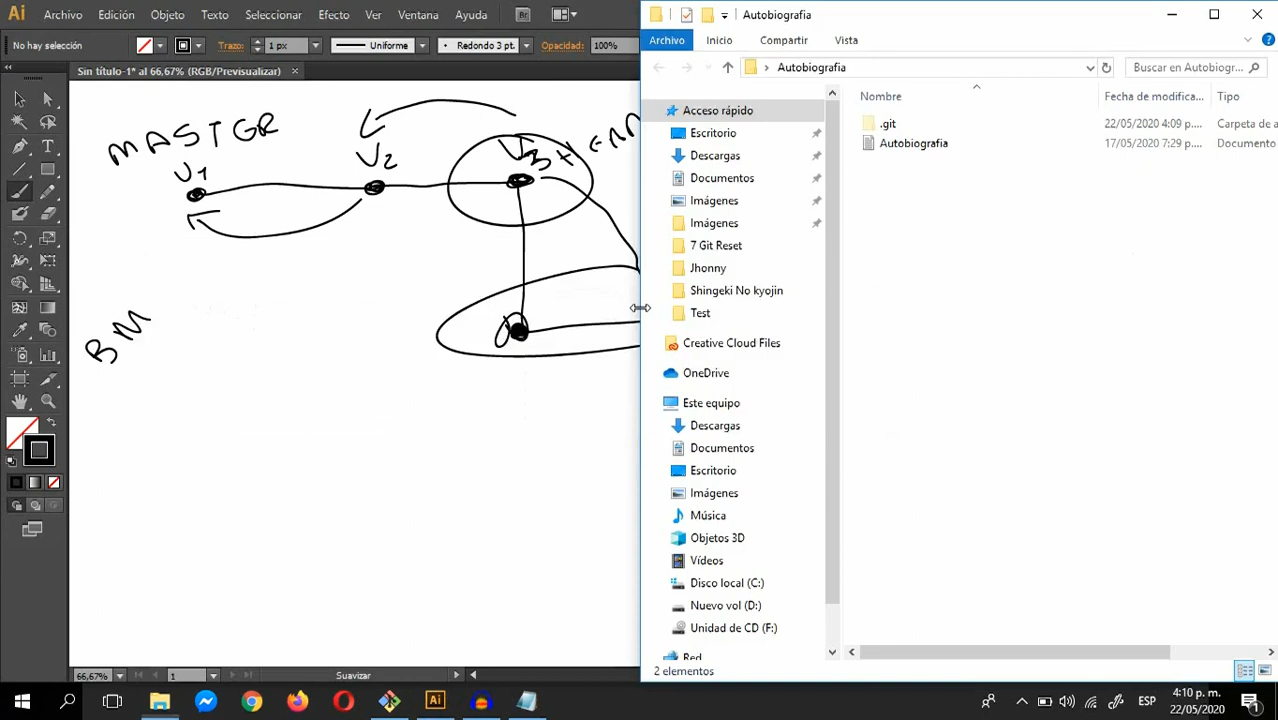 Ai Archivo Edición Objeto Texto Seleccionar Efecto Ver Ventana Ayuda Br
No hay selección Trazo: 1 px Uniforme Redondo 3 pt. Opacidad: 100%
Sin título-1* al 66,67% (RGB/Previsualizar) ×
MASTER
V1
V2
V3
BM
66,67% 1 Suavizar
Autobiografia
Archivo Inicio Compartir Vista
Autobiografia Buscar en Autobiogr...
Acceso rápido
Escritorio
Descargas
Documentos
Imágenes
Imágenes
7 Git Reset
Jhonny
Shingeki No kyojin
Test
Creative Cloud Files
OneDrive
Este equipo
Descargas
Documentos
Escritorio
Imágenes
Música
Objetos 3D
Vídeos
Disco local (C:)
Nuevo vol (D:)
Unidad de CD (F:)
Red
Nombre Fecha de modifica... Tipo
.git 22/05/2020 4:09 p.... Carpeta de a
Autobiografia 17/05/2020 7:29 p.... Documento
2 elementos
Ai ESP 4:10 p. m.
22/05/2020 1